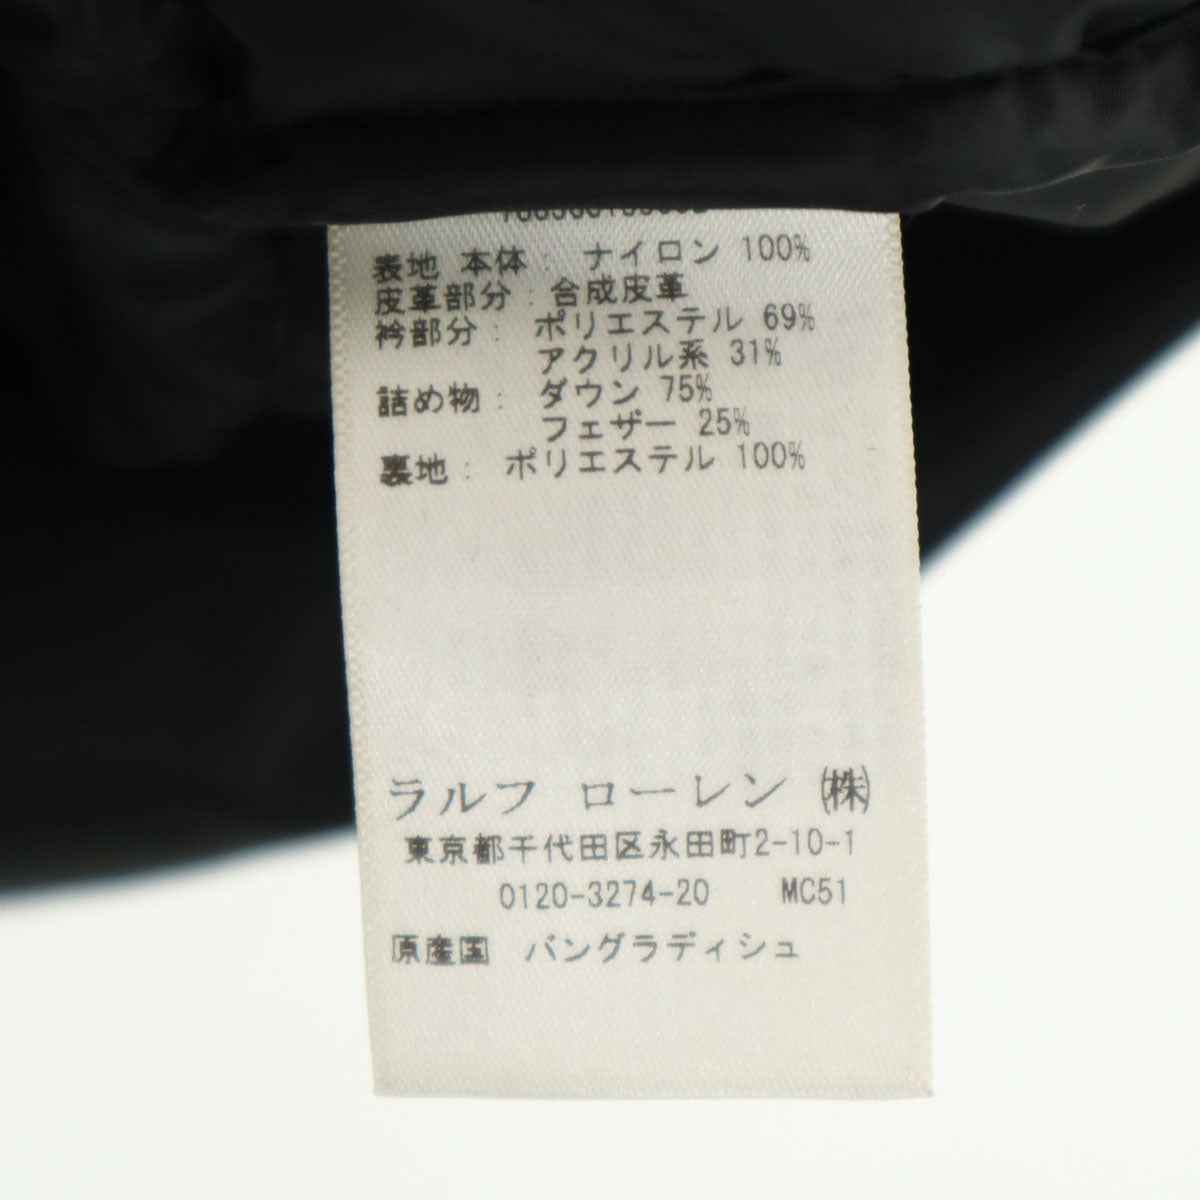 表地 本体: ナイロン 100%
皮革部分: 合成皮革
衿部分: ポリエステル 69%
アクリル系 31%
詰め物: ダウン 75%
フェザー 25%
裏地: ポリエステル 100%
ラルフ ローレン ㈱
東京都千代田区永田町2-10-1
0120-3274-20 MC51
原産国 バングラディシュ